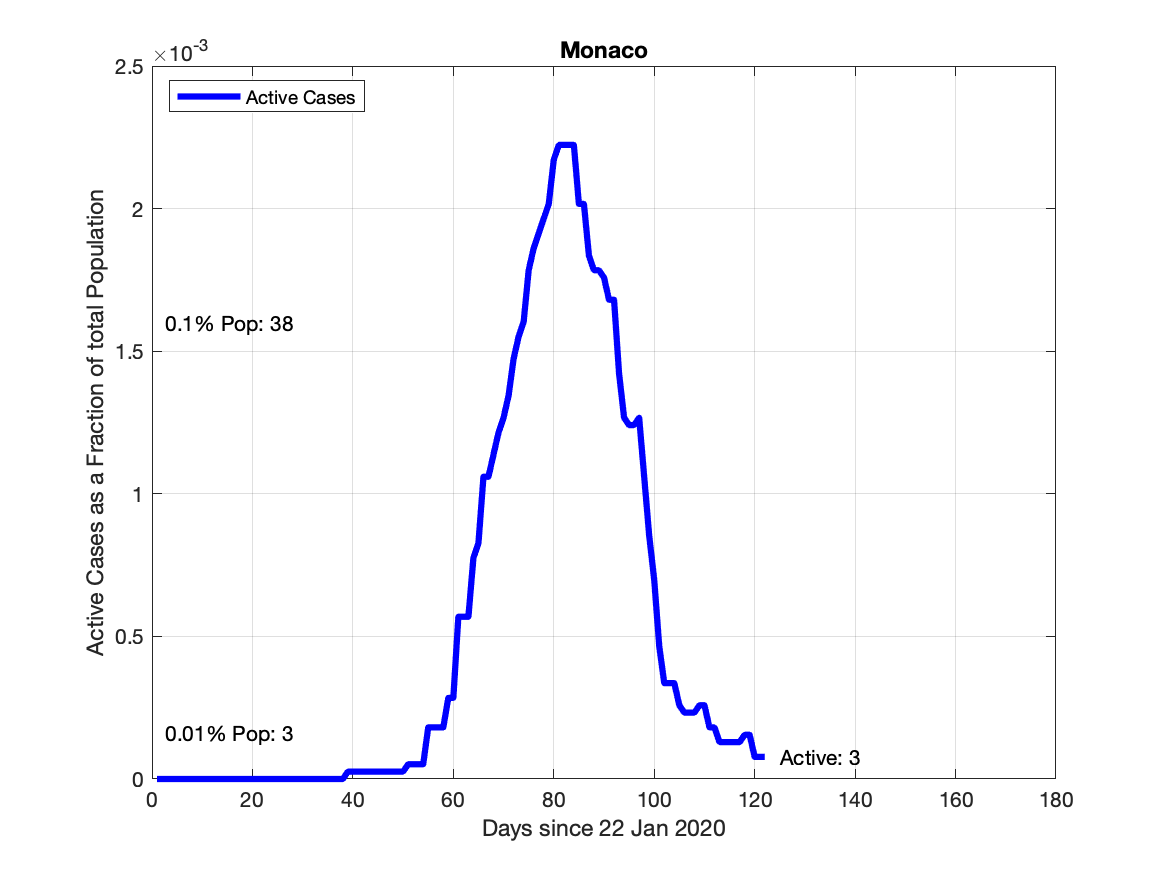 Monaco
×10-3
2.5
2
1.5
1
0.5
0
Active Cases as a Fraction of total Population
Active Cases
0.1% Pop: 38
0.01% Pop: 3
Active: 3
0 20 40 60 80 100 120 140 160 180
Days since 22 Jan 2020